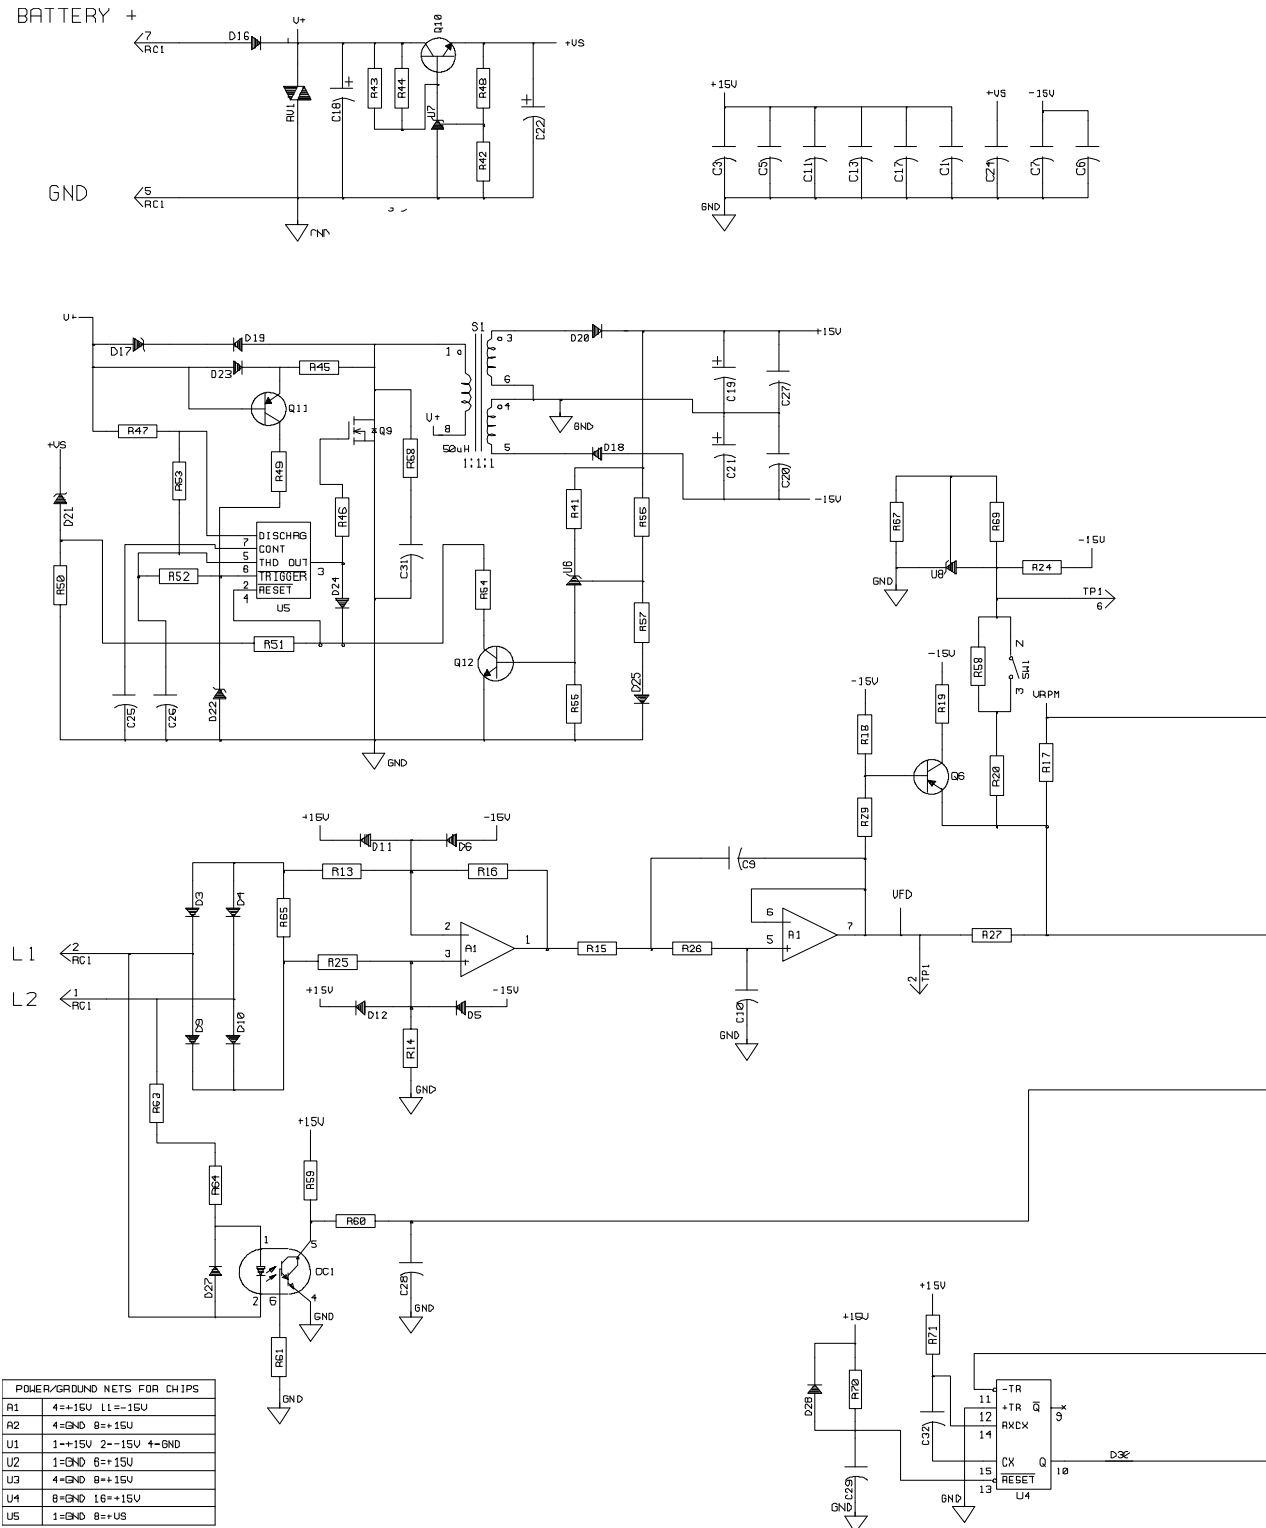 BATTERY +
7
RC1
D16
V+
Q10
+VS
RV1
C18
+
R43
R44
U7
R48
R42
+
C22
GND
5
RC1
+15V
+VS
-15V
C3
C5
C11
C13
C17
C1
C24
C7
C6
GND
V+
D17
D19
D23
R45
Q11
R47
+VS
R63
R49
D21
R50
R52
DISCHRG
CONT
THD OUT
TRIGGER
RESET
7
5
6
2
4
3
U5
R46
D24
Q9
R68
C31
R51
C25
C26
D22
GND
S1
1
3
6
4
5
V+
8
50uH
1:1:1
D20
D18
GND
+15V
+
C19
C27
+
C21
C20
-15V
R41
R56
U6
R57
R64
Q12
R55
D25
R67
R69
U8
GND
-15V
R24
TP1
6
R58
SW1
2
3
-15V
R19
VRPM
-15V
R18
Q6
R20
R17
R29
+15V
-15V
D11
D6
R13
R16
C9
D3
D4
R65
2
3
A1
1
R15
R26
6
5
A1
7
VFD
R27
2
TP1
L1
2
RC1
L2
1
RC1
R25
+15V
-15V
D12
D5
D9
D10
R14
GND
C10
GND
R63
+15V
R59
R64
R60
1
5
OC1
D27
2
6
4
GND
C28
GND
R61
GND
+15V
+15V
R71
R70
D28
C32
C29
GND
GND
-TR
+TR
Q
RXCX
CX
Q
RESET
11
12
14
15
13
9
10
U4
POWER/GROUND NETS FOR CHIPS
A1 4=+15V 11=-15V
A2 4=GND 8=+15V
U1 1=+15V 2=-15V 4=GND
U2 1=GND 6=+15V
U3 4=GND 8=+15V
U4 8=GND 16=+15V
U5 1=GND 8=+VS